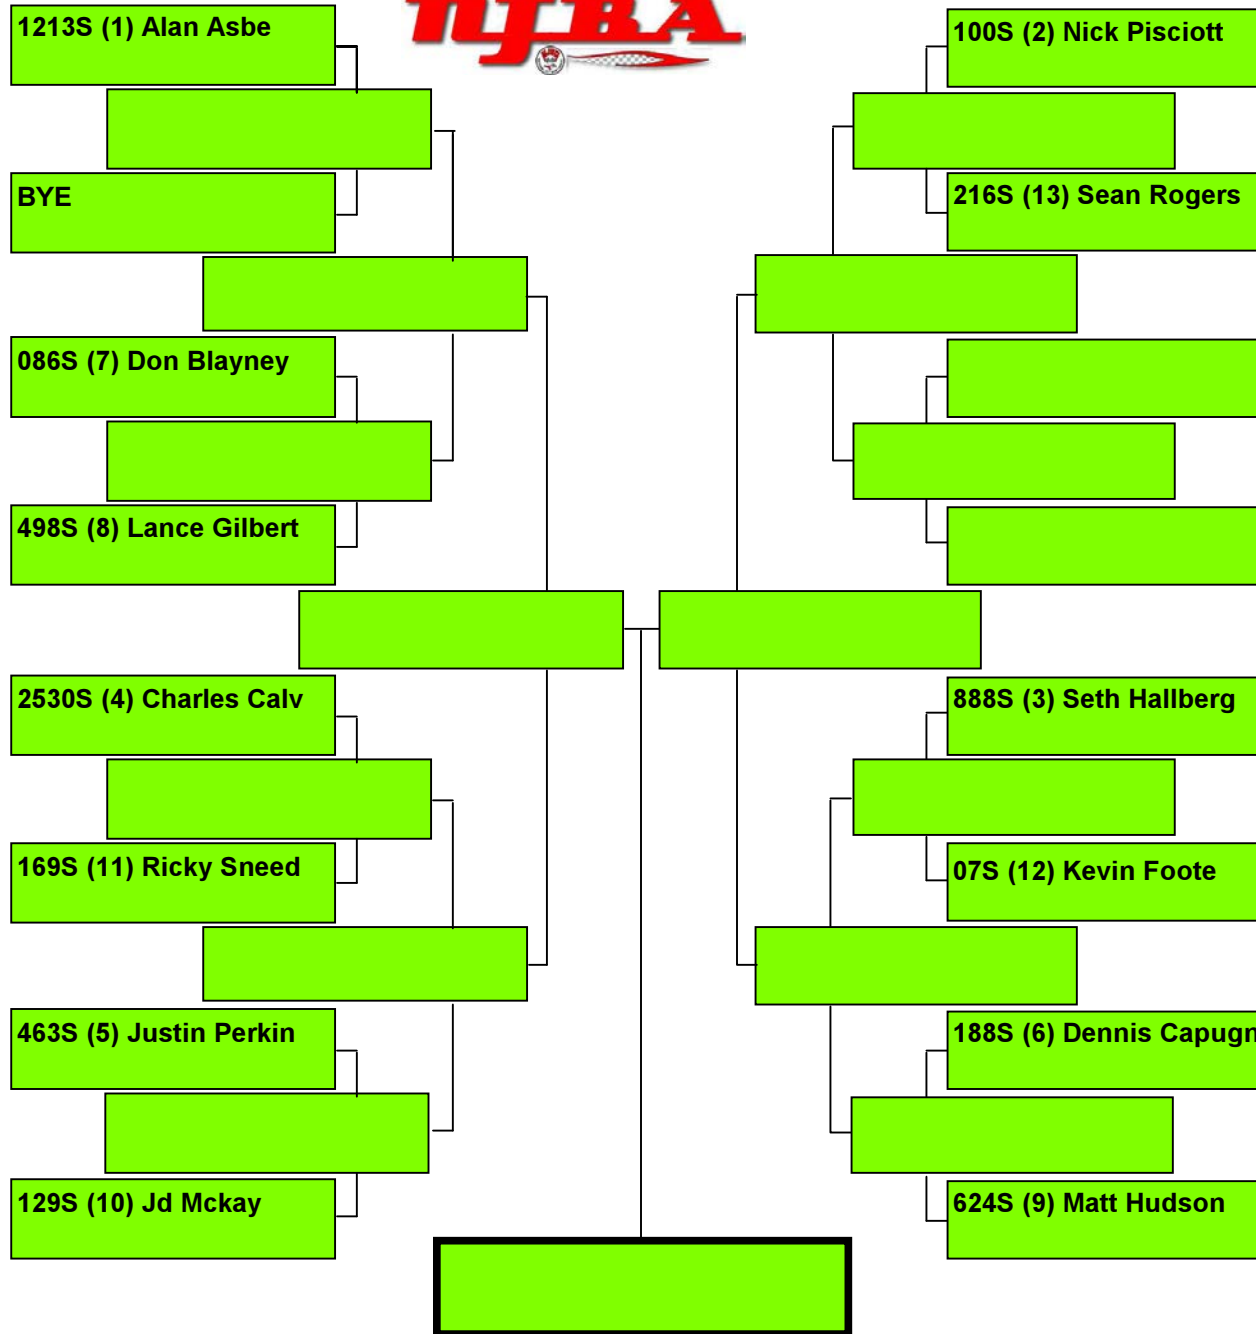 NJBA
1213S (1) Alan Asbe
BYE
086S (7) Don Blayney
498S (8) Lance Gilbert
2530S (4) Charles Calv
169S (11) Ricky Sneed
463S (5) Justin Perkin
129S (10) Jd Mckay
100S (2) Nick Pisciott
216S (13) Sean Rogers
888S (3) Seth Hallberg
07S (12) Kevin Foote
188S (6) Dennis Capugn
624S (9) Matt Hudson